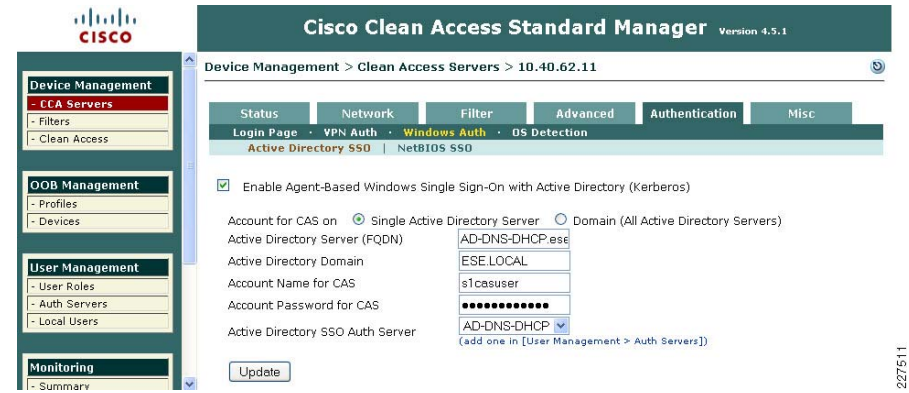 CISCO
Cisco Clean Access Standard Manager Version 4.5.1
Device Management > Clean Access Servers > 10.40.62.11
Device Management
- CCA Servers
- Filters
- Clean Access
OOB Management
- Profiles
- Devices
User Management
- User Roles
- Auth Servers
- Local Users
Monitoring
- Summary
Status Network Filter Advanced Authentication Misc
Login Page · VPN Auth · Windows Auth · OS Detection
Active Directory SSO | NetBIOS SSO
Enable Agent-Based Windows Single Sign-On with Active Directory (Kerberos)
Account for CAS on Single Active Directory Server Domain (All Active Directory Servers)
Active Directory Server (FQDN) AD-DNS-DHCP.ese
Active Directory Domain ESE.LOCAL
Account Name for CAS s1casuser
Account Password for CAS ●●●●●●●●●●●●
Active Directory SSO Auth Server AD-DNS-DHCP
(add one in [User Management > Auth Servers])
Update
227511